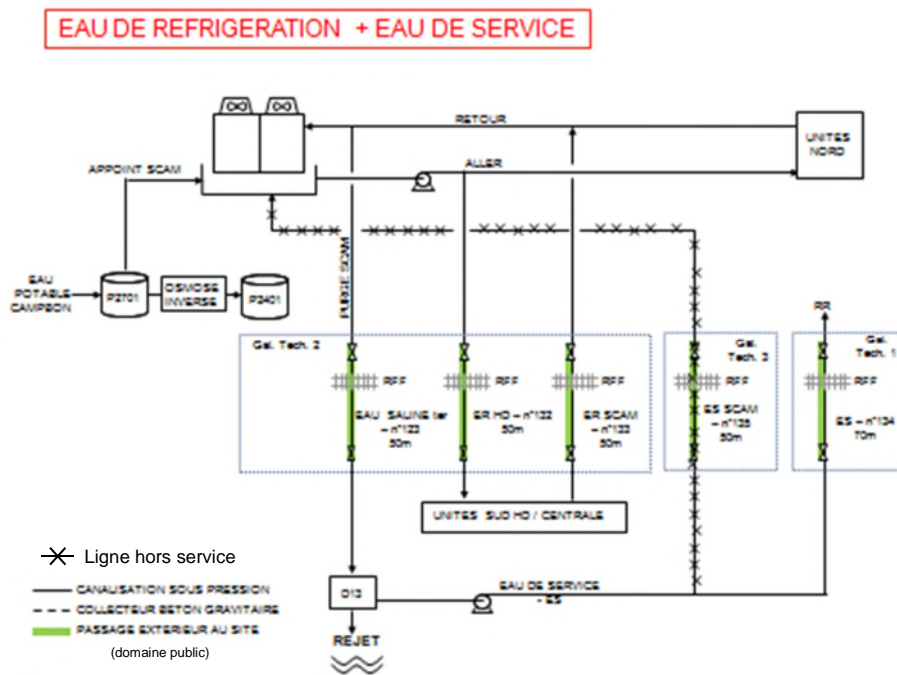 EAU DE REFRIGERATION + EAU DE SERVICE
RETOUR
UNITES
NORD
ALLER
APPOINT SCAM
EAU
POTABLE
CAMPBON
P2701
OSMOSE
INVERSE
P3401
PURGE SCAM
RR
Gal. Tech. 2
Gal.
Tech. 3
Gal.
Tech. 1
RFF
RFF
RFF
RFF
RFF
EAU SALINE ter
– n°123
50m
ER HD – n°132
50m
ER SCAM
– n°133
50m
ES SCAM
– n°135
50m
ES – n°134
70m
UNITES SUD HD / CENTRALE
Ligne hors service
CANALISATION SOUS PRESSION
COLLECTEUR BETON GRAVITAIRE
PASSAGE EXTERIEUR AU SITE
(domaine public)
D13
EAU DE SERVICE
- ES
REJET